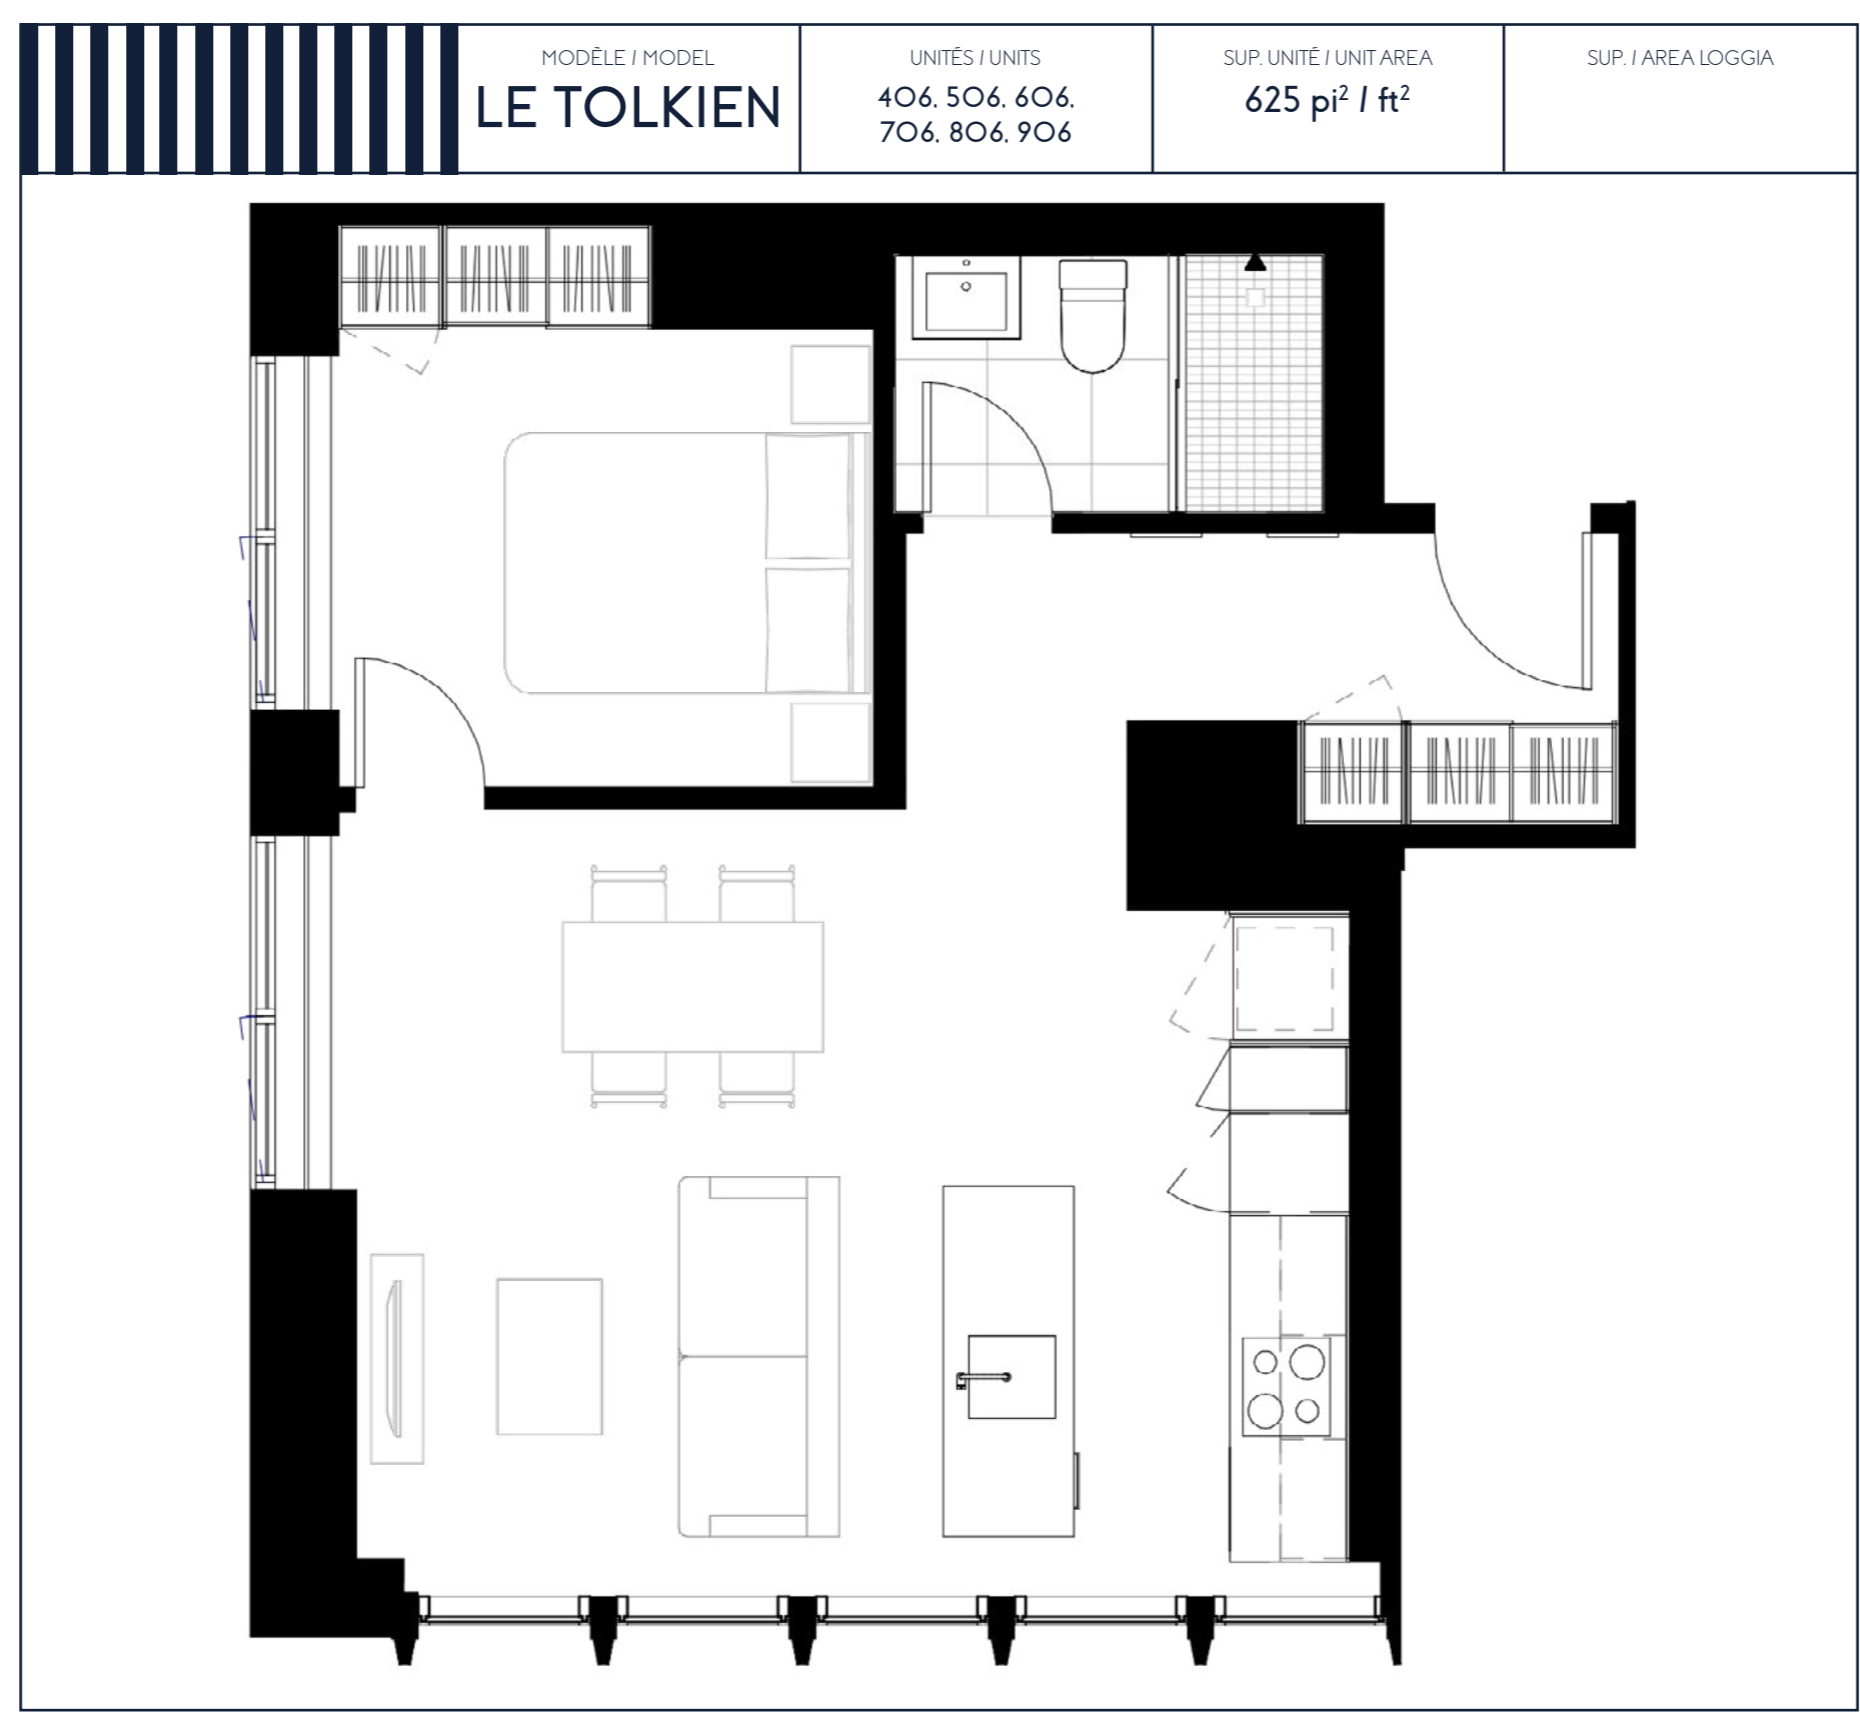 MODÈLE / MODEL
LE TOLKIEN
UNITÉS / UNITS
406, 506, 606,
706, 806, 906
SUP. UNITÉ / UNIT AREA
625 pi² / ft²
SUP. / AREA LOGGIA